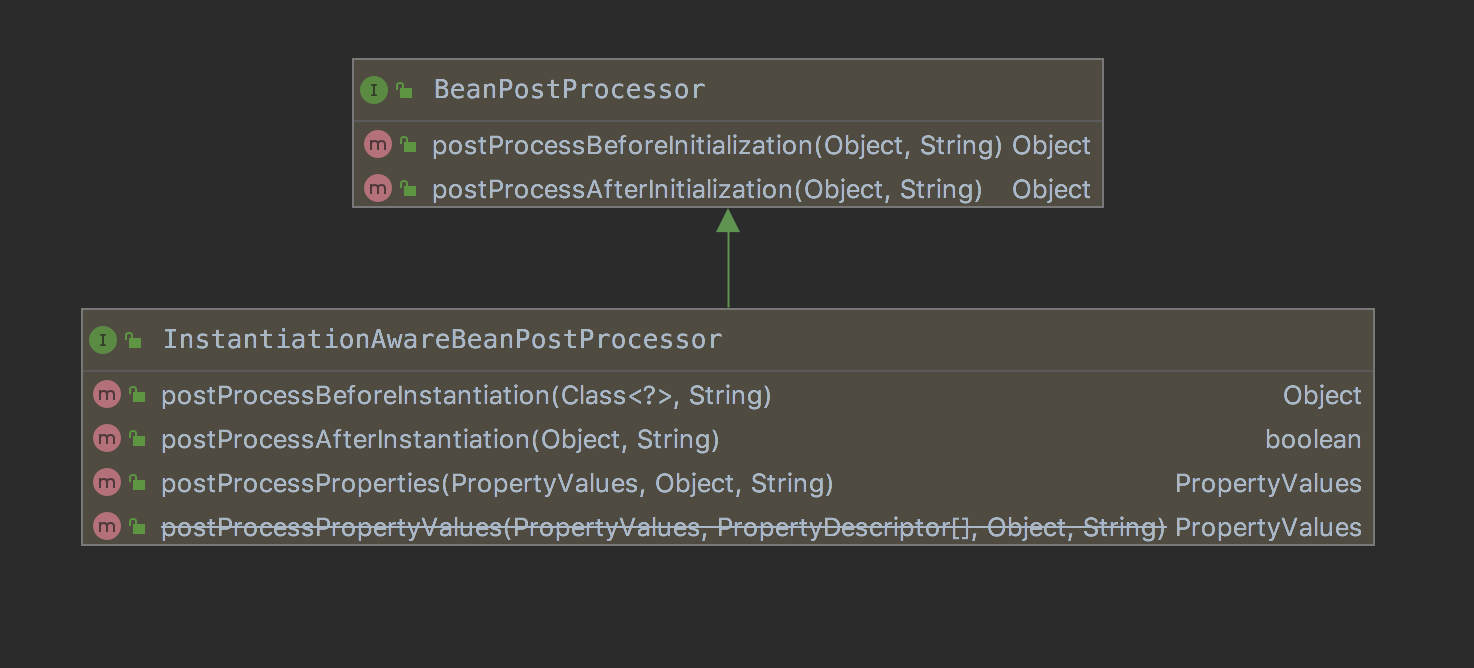 I BeanPostProcessor
m postProcessBeforeInitialization(Object, String) Object
m postProcessAfterInitialization(Object, String) Object
I InstantiationAwareBeanPostProcessor
m postProcessBeforeInstantiation(Class<?>, String) Object
m postProcessAfterInstantiation(Object, String) boolean
m postProcessProperties(PropertyValues, Object, String) PropertyValues
m postProcessPropertyValues(PropertyValues, PropertyDescriptor[], Object, String) PropertyValues